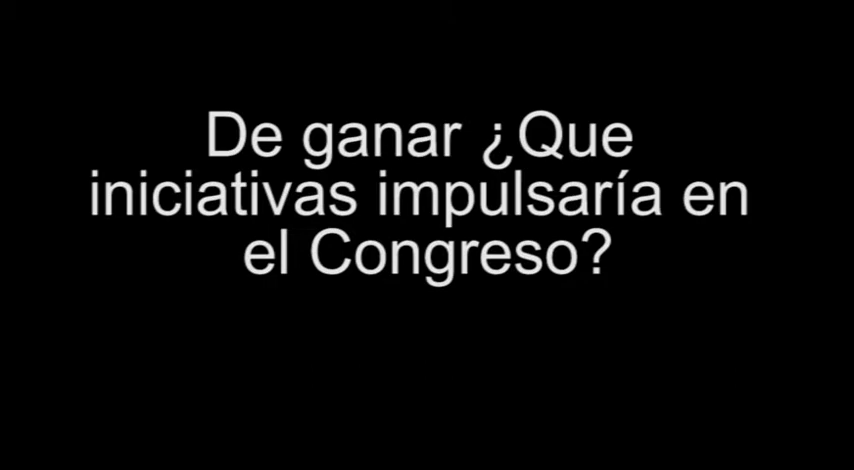 De ganar ¿Que
iniciativas impulsaría en
el Congreso?